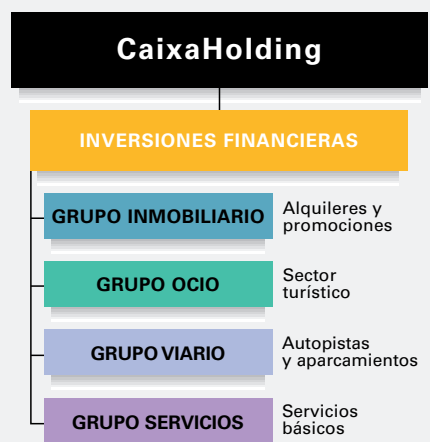 CaixaHolding
INVERSIONES FINANCIERAS
GRUPO INMOBILIARIO
Alquileres y
promociones
GRUPO OCIO
Sector
turístico
GRUPO VIARIO
Autopistas
y aparcamientos
GRUPO SERVICIOS
Servicios
básicos